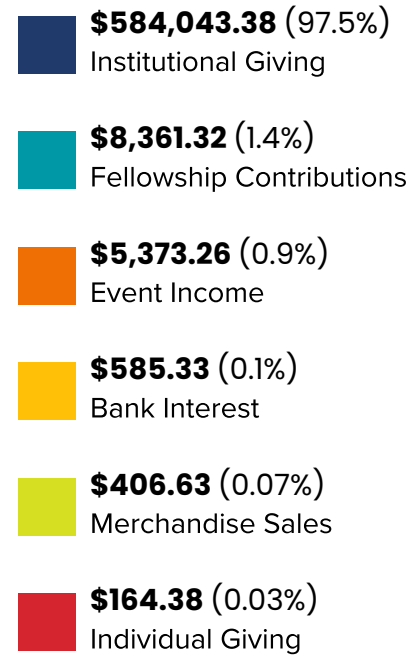 $584,043.38 (97.5%)
Institutional Giving
$8,361.32 (1.4%)
Fellowship Contributions
$5,373.26 (0.9%)
Event Income
$585.33 (0.1%)
Bank Interest
$406.63 (0.07%)
Merchandise Sales
$164.38 (0.03%)
Individual Giving